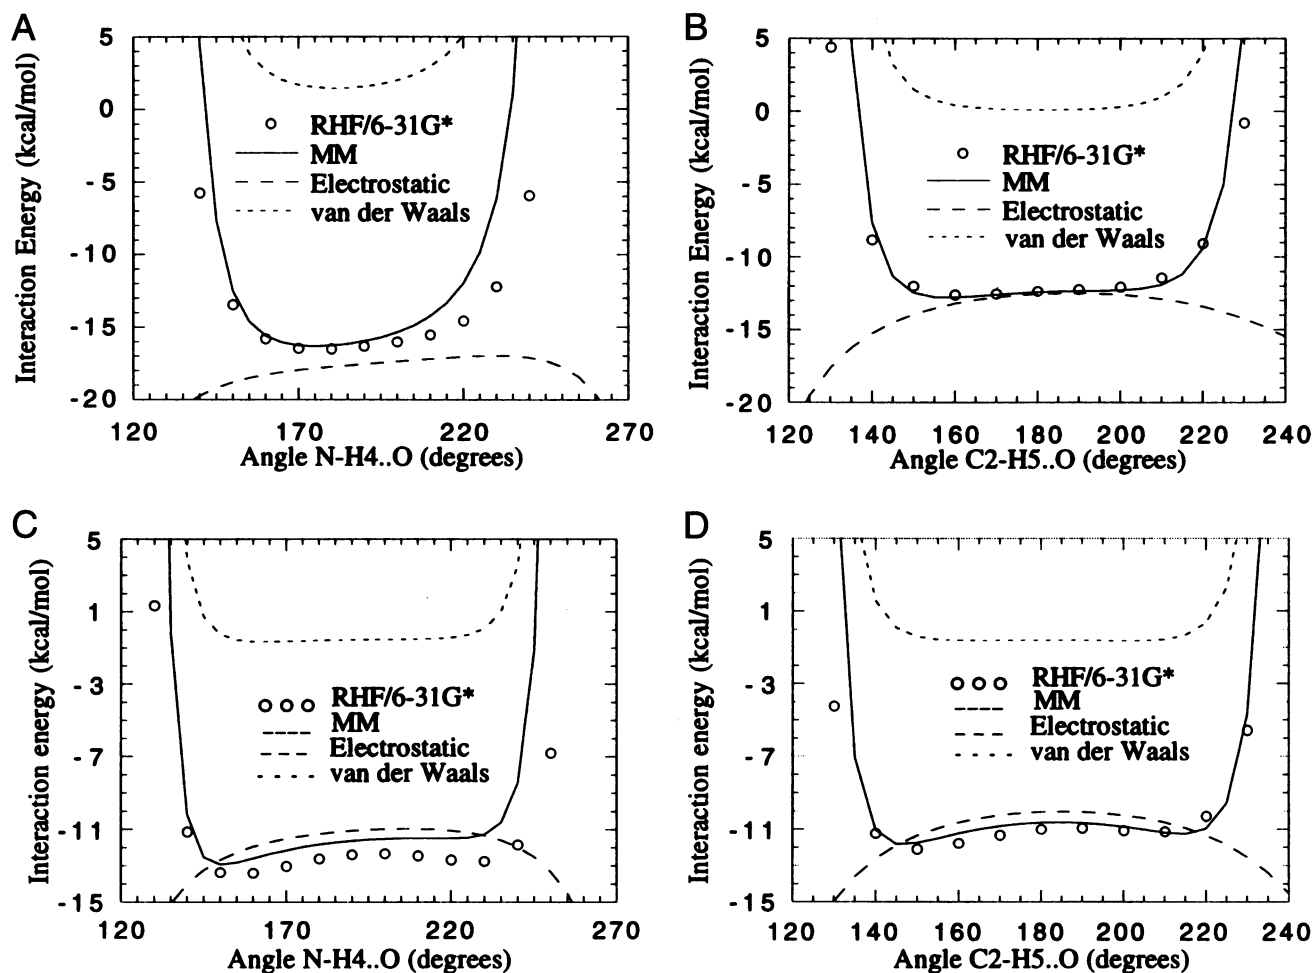 A
5
0
-5
-10
-15
-20
Interaction Energy (kcal/mol)
RHF/6-31G*
MM
Electrostatic
van der Waals
120 170 220 270
Angle N-H4..O (degrees)
B
5
0
-5
-10
-15
-20
Interaction Energy (kcal/mol)
RHF/6-31G*
MM
Electrostatic
van der Waals
120 140 160 180 200 220 240
Angle C2-H5..O (degrees)
C
5
1
-3
-7
-11
-15
Interaction energy (kcal/mol)
RHF/6-31G*
MM
Electrostatic
van der Waals
120 170 220 270
Angle N-H4..O (degrees)
D
5
1
-3
-7
-11
-15
Interaction energy (kcal/mol)
RHF/6-31G*
MM
Electrostatic
van der Waals
120 140 160 180 200 220 240
Angle C2-H5..O (degrees)